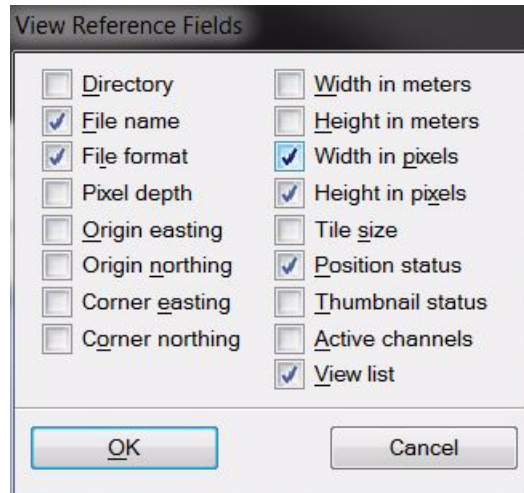 View Reference Fields
Directory
File name
File format
Pixel depth
Origin easting
Origin northing
Corner easting
Corner northing
Width in meters
Height in meters
Width in pixels
Height in pixels
Tile size
Position status
Thumbnail status
Active channels
View list
OK
Cancel